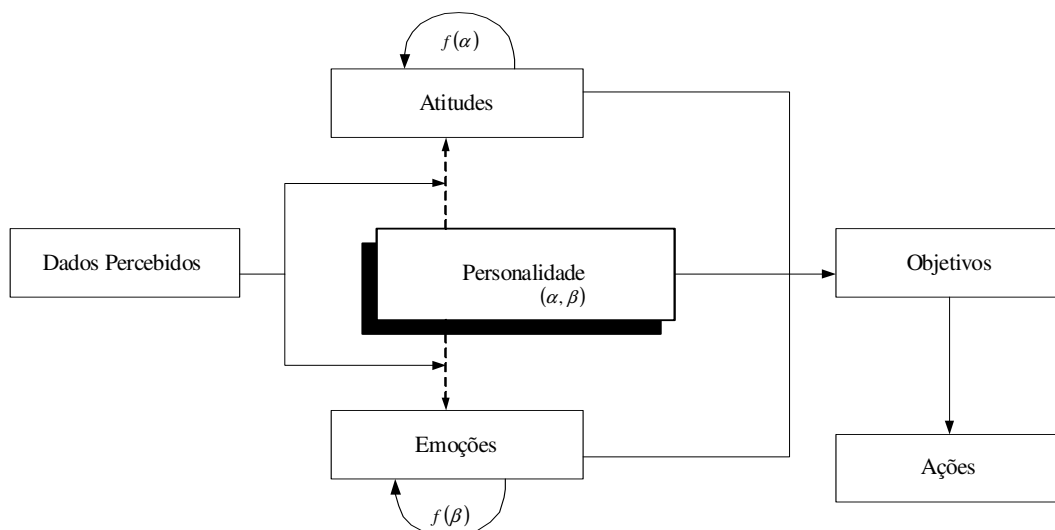 f(α)
Atitudes
Dados Percebidos
Personalidade
(α, β)
Objetivos
Emoções
Ações
f(β)